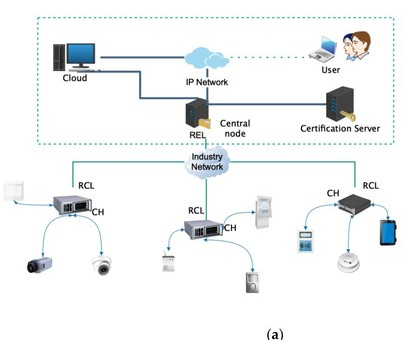 Cloud
IP Network
User
REL
Central
node
Certification Server
Industry
Network
RCL
CH
RCL
CH
CH
RCL
(a)